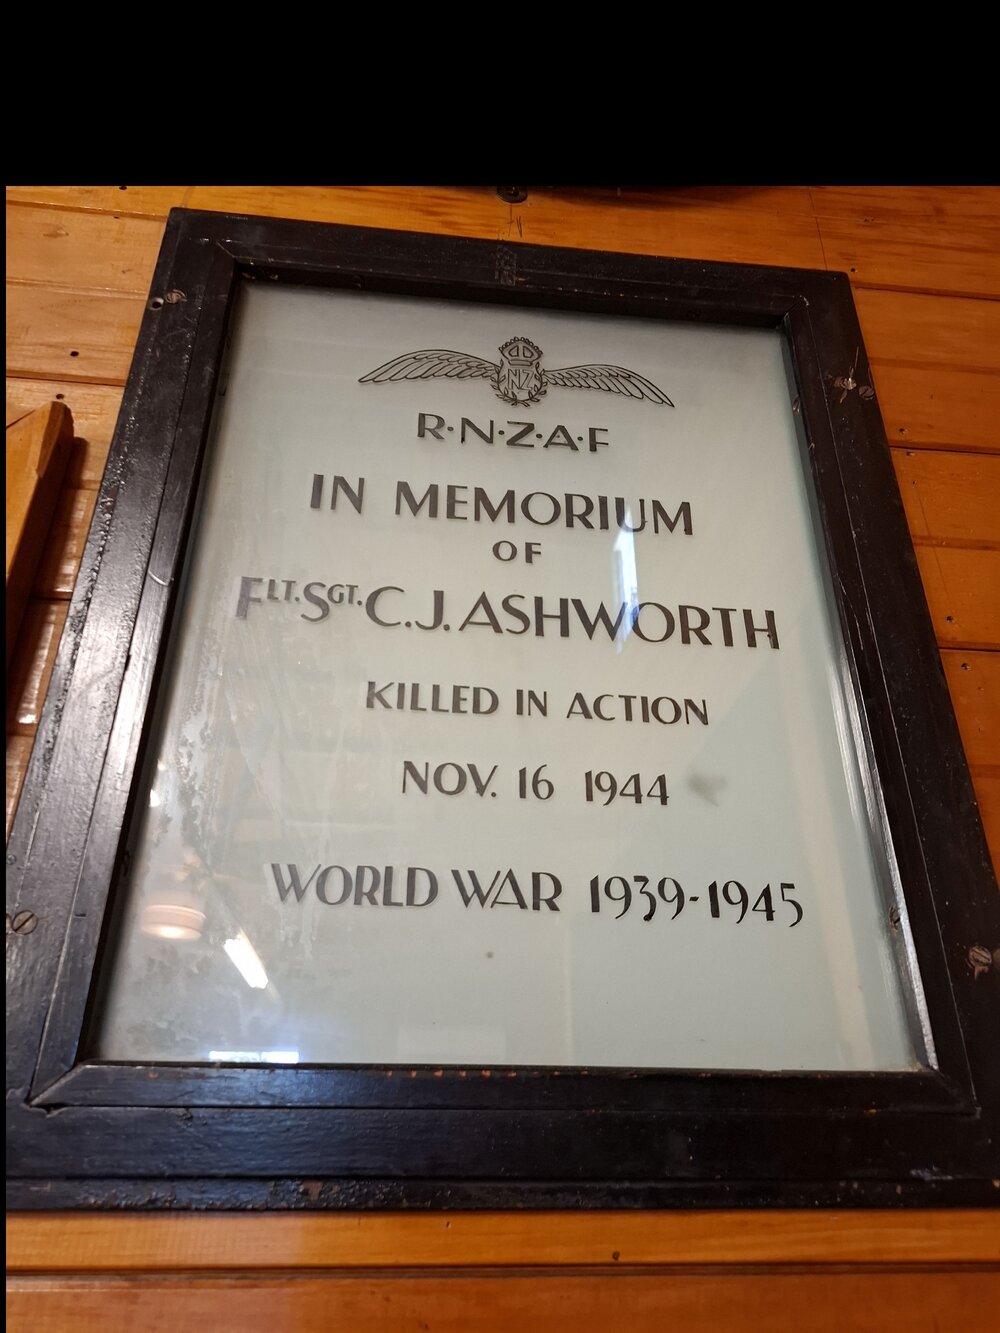 NZ
R·N·Z·A·F
IN MEMORIUM
OF
FLT. SGT. C.J. ASHWORTH
KILLED IN ACTION
NOV. 16 1944
WORLD WAR 1939-1945